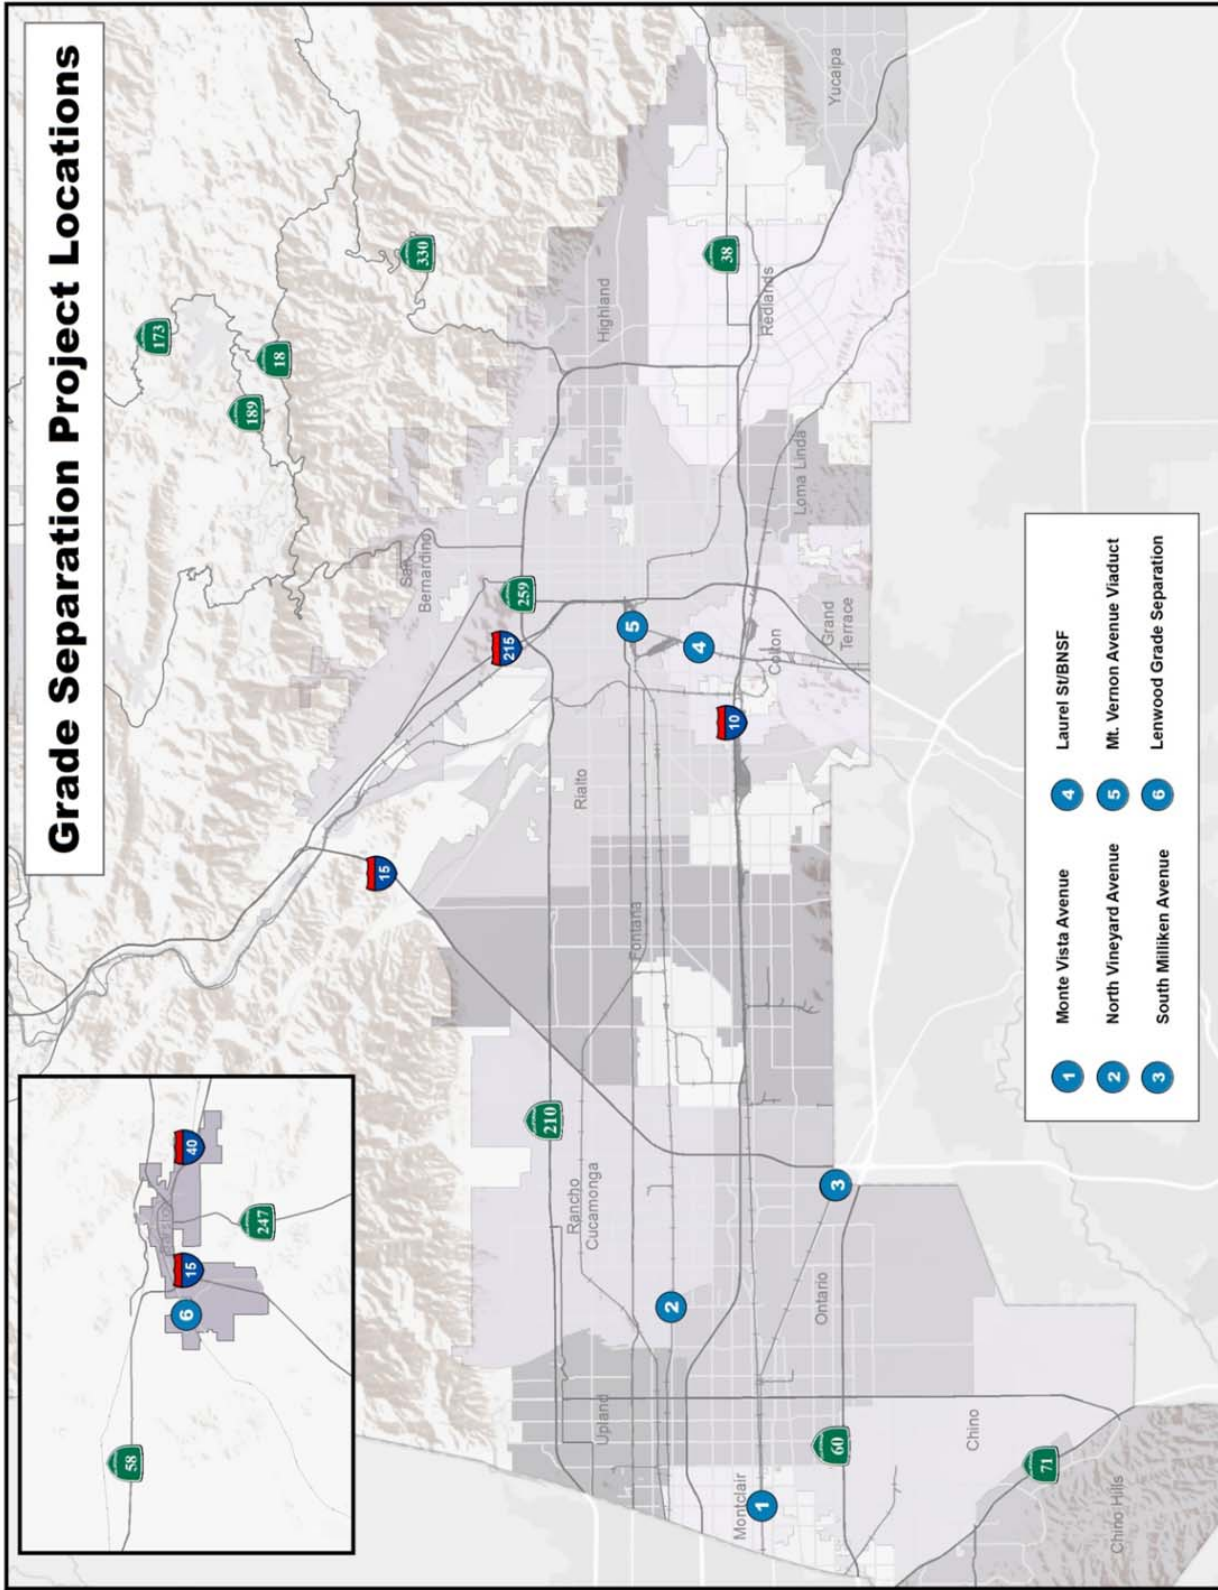 Grade Separation Project Locations
58
15
40
247
6
173
189
18
330
15
215
259
210
38
10
60
71
San
Bernardino
Highland
Yucaipa
Redlands
Loma Linda
Grand
Terrace
Colton
Rialto
Fontana
Rancho
Cucamonga
Upland
Ontario
Montclair
Chino
Chino Hills
1
2
3
4
5
1 Monte Vista Avenue
2 North Vineyard Avenue
3 South Milliken Avenue
4 Laurel St/BNSF
5 Mt. Vernon Avenue Viaduct
6 Lenwood Grade Separation